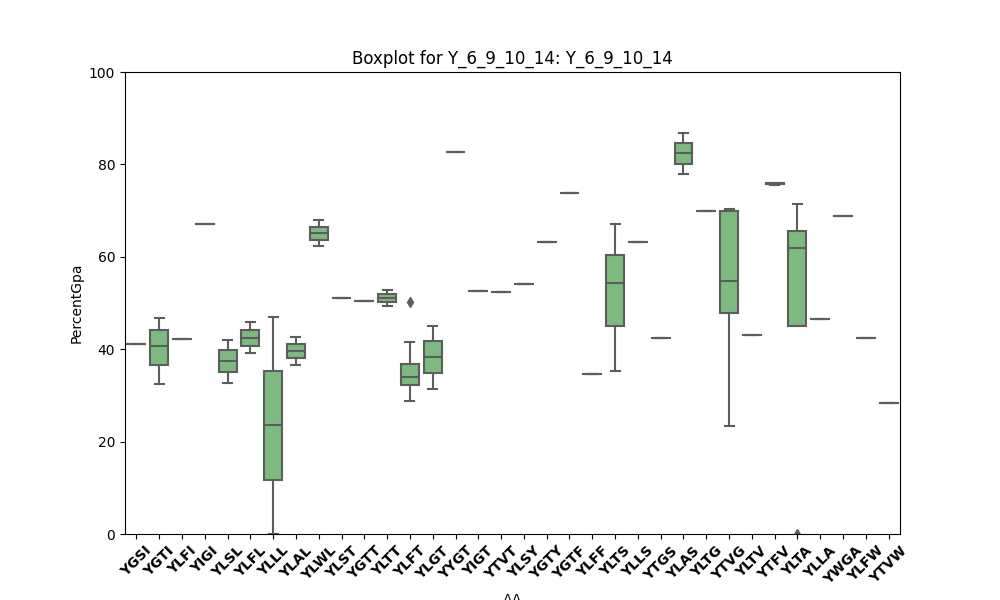 Boxplot for Y_6_9_10_14: Y_6_9_10_14
100
80
60
40
20
0
PercentGpa
YGSI YGTI YLFI YIGI YLSL YLFL YLLL YLAL YLWL YLST YGTT YLTT YLFT YLGT YYGT YIGT YTVT YLSY YGTY YGTF YLFF YLTS YLLS YTGS YLAS YLTG YTVG YLTV YTFV YLTA YLLA YWGA YLFW YTVW
AA